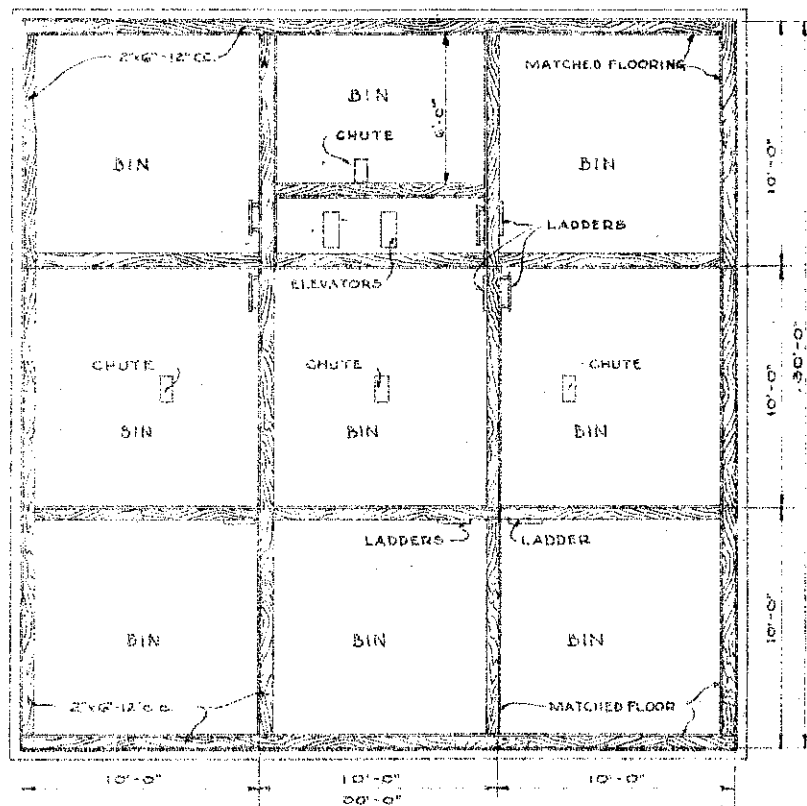 2"x6"-12" C.C.
MATCHED FLOORING
BIN
6'-0"
CHUTE
BIN
BIN
10'-0"
LADDERS
ELEVATORS
30'-0"
CHUTE
CHUTE
CHUTE
10'-0"
BIN
BIN
BIN
LADDERS
LADDER
BIN
BIN
BIN
10'-0"
2"x6"-12" C.C.
MATCHED FLOOR
10'-0"
10'-0"
10'-0"